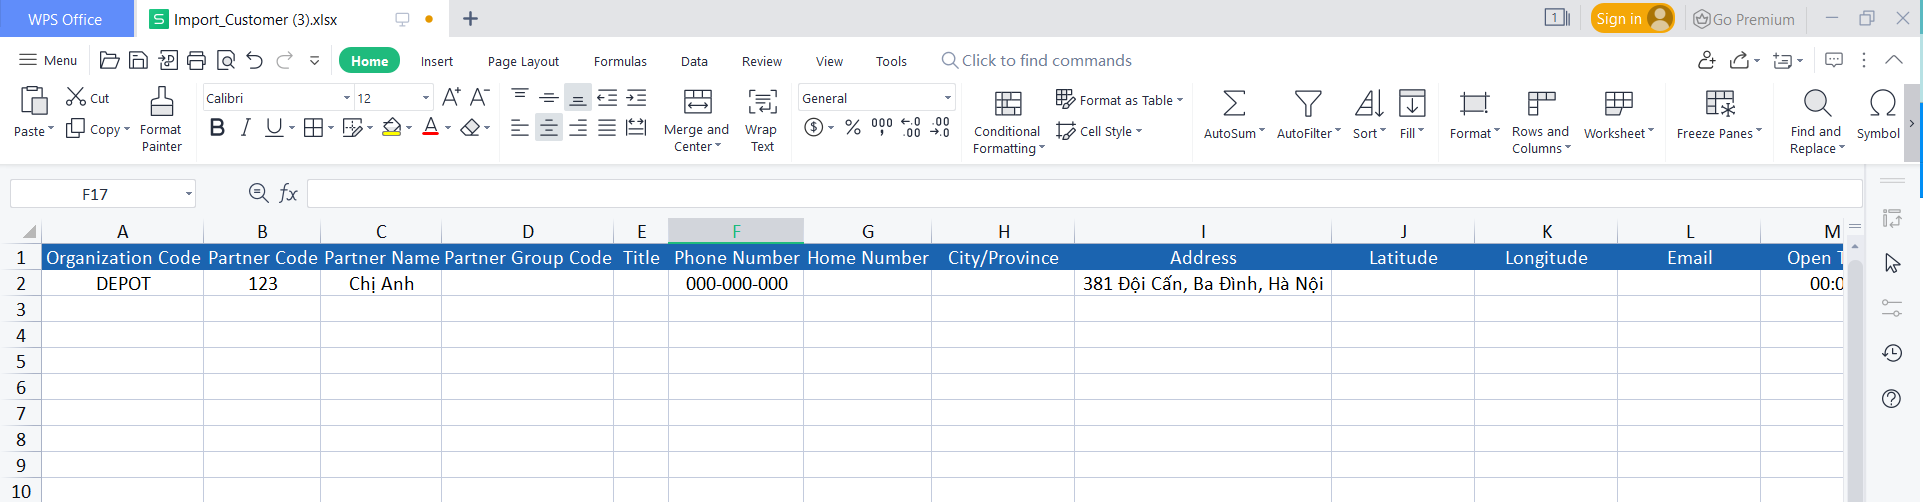 WPS Office
S Import_Customer (3).xlsx
+
1
Sign in
Go Premium
Menu
Home
Insert
Page Layout
Formulas
Data
Review
View
Tools
Click to find commands
Paste
Cut
Copy
Format Painter
Calibri
12
A+ A-
B I U A
Merge and Center
Wrap Text
General
Conditional Formatting
Format as Table
Cell Style
AutoSum
AutoFilter
Sort
Fill
Format
Rows and Columns
Worksheet
Freeze Panes
Find and Replace
Symbol
F17
fx
A B C D E F G H I J K L M
1 Organization Code Partner Code Partner Name Partner Group Code Title Phone Number Home Number City/Province Address Latitude Longitude Email Open T
2 DEPOT 123 Chị Anh 000-000-000 381 Đội Cấn, Ba Đình, Hà Nội 00:0
3
4
5
6
7
8
9
10